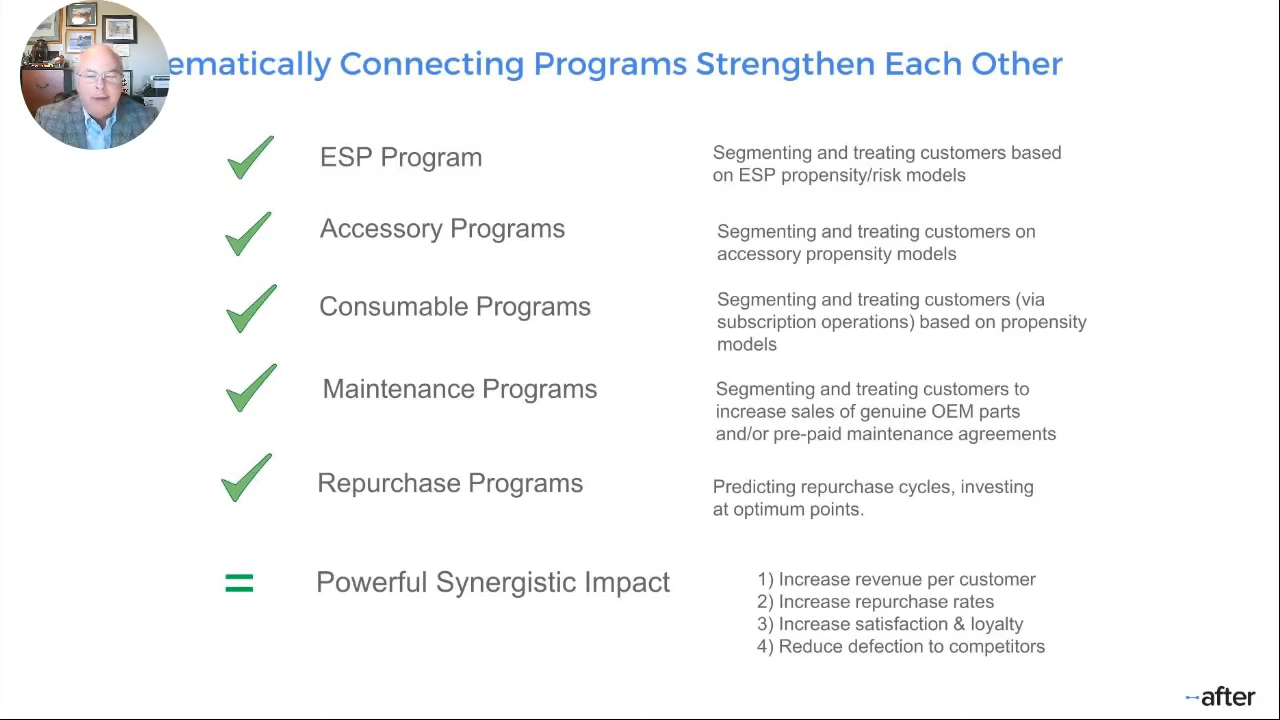 ematically Connecting Programs Strengthen Each Other
ESP Program
Segmenting and treating customers based
on ESP propensity/risk models
Accessory Programs
Segmenting and treating customers on
accessory propensity models
Consumable Programs
Segmenting and treating customers (via
subscription operations) based on propensity
models
Maintenance Programs
Segmenting and treating customers to
increase sales of genuine OEM parts
and/or pre-paid maintenance agreements
Repurchase Programs
Predicting repurchase cycles, investing
at optimum points.
= Powerful Synergistic Impact
1) Increase revenue per customer
2) Increase repurchase rates
3) Increase satisfaction & loyalty
4) Reduce defection to competitors
after